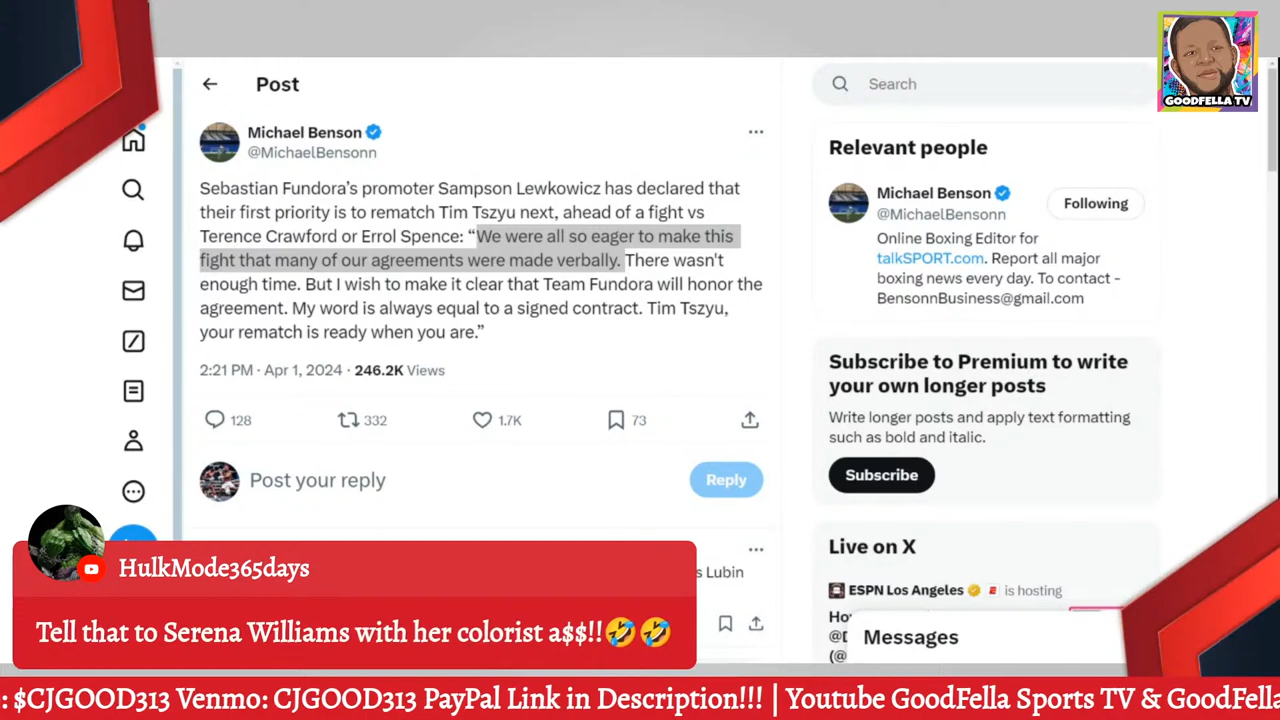 GOODFELLA TV
Post
Search
Michael Benson
@MichaelBensonn
Sebastian Fundora's promoter Sampson Lewkowicz has declared that
their first priority is to rematch Tim Tszyu next, ahead of a fight vs
Terence Crawford or Errol Spence: “We were all so eager to make this
fight that many of our agreements were made verbally. There wasn't
enough time. But I wish to make it clear that Team Fundora will honor the
agreement. My word is always equal to a signed contract. Tim Tszyu,
your rematch is ready when you are.”
2:21 PM · Apr 1, 2024 · 246.2K Views
128
332
1.7K
73
Post your reply
Reply
Relevant people
Michael Benson
@MichaelBensonn
Following
Online Boxing Editor for
talkSPORT.com. Report all major
boxing news every day. To contact -
BensonnBusiness@gmail.com
Subscribe to Premium to write
your own longer posts
Write longer posts and apply text formatting
such as bold and italic.
Subscribe
Live on X
ESPN Los Angeles is hosting
Messages
s Lubin
HulkMode365days
Tell that to Serena Williams with her colorist a$$!!🤣🤣
: $CJGOOD313 Venmo: CJGOOD313 PayPal Link in Description!!! | Youtube GoodFella Sports TV & GoodFella